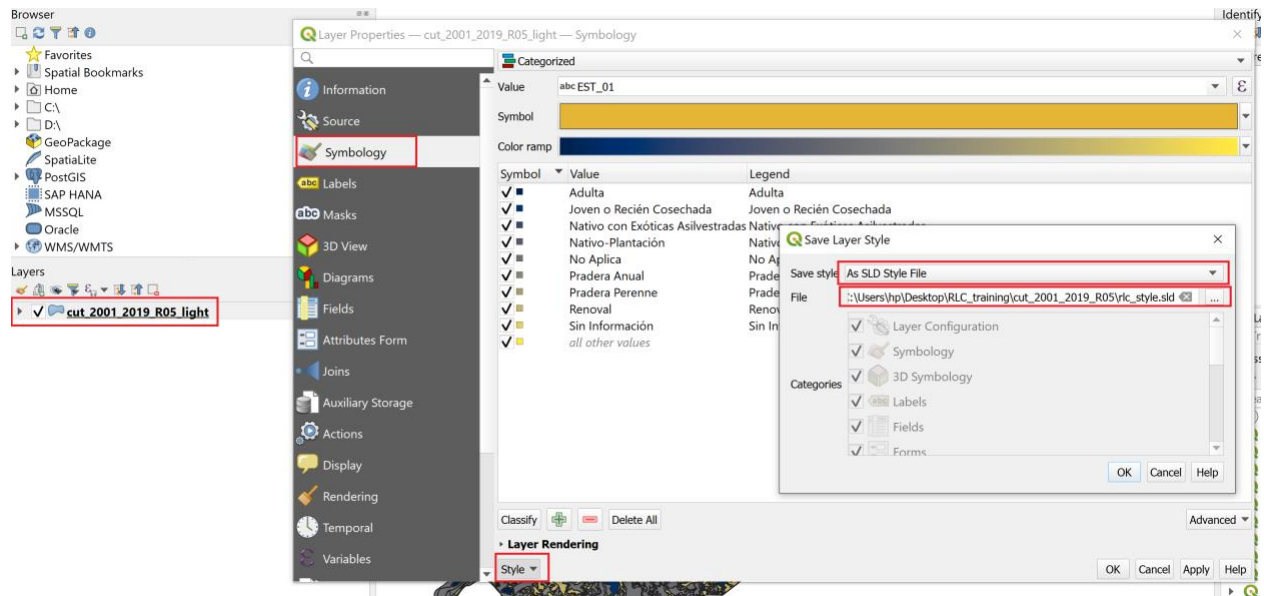 Browser
Identify
Favorites
Spatial Bookmarks
Home
C:\
D:\
GeoPackage
SpatiaLite
PostGIS
SAP HANA
MSSQL
Oracle
WMS/WMTS
Layers
cut_2001_2019_R05_light
Layer Properties — cut_2001_2019_R05_light — Symbology
Information
Source
Symbology
abc Labels
abc Masks
3D View
Diagrams
Fields
Attributes Form
Joins
Auxiliary Storage
Actions
Display
Rendering
Temporal
Variables
Categorized
Value abc EST_01 ε
Symbol
Color ramp
Symbol Value Legend
Adulta Adulta
Joven o Recién Cosechada Joven o Recién Cosechada
Nativo con Exóticas Asilvestradas
Nativo-Plantación
No Aplica
Pradera Anual
Pradera Perenne
Renoval
Sin Información
all other values
Classify Delete All Advanced
Layer Rendering
Style OK Cancel Apply Help
Save Layer Style
Save style As SLD Style File
File :\Users\hp\Desktop\RLC_training\cut_2001_2019_R05\rlc_style.sld ...
Categories
Layer Configuration
Symbology
3D Symbology
abc Labels
Fields
Forms
OK Cancel Help